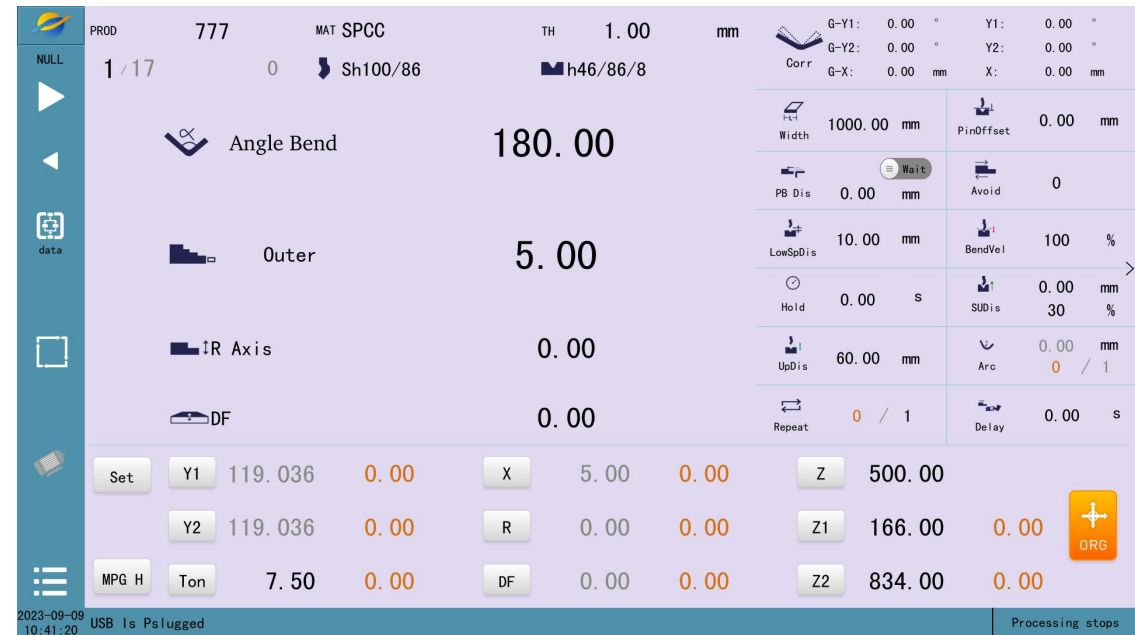 PROD 777 MAT SPCC TH 1.00 mm
NULL
1/17 0 Sh100/86 h46/86/8
Corr
G-Y1: 0.00 ° Y1: 0.00 °
G-Y2: 0.00 ° Y2: 0.00 °
G-X: 0.00 mm X: 0.00 mm
Angle Bend 180.00
Width 1000.00 mm PinOffset 0.00 mm
Wait
PB Dis 0.00 mm Avoid 0
data
Outer 5.00
LowSpDis 10.00 mm BendVel 100 %
Hold 0.00 s SUDis 0.00 mm
30 %
R Axis 0.00
UpDis 60.00 mm Arc 0.00 mm
0 / 1
DF 0.00
Repeat 0 / 1 Delay 0.00 s
Set Y1 119.036 0.00 X 5.00 0.00 Z 500.00
Y2 119.036 0.00 R 0.00 0.00 Z1 166.00 0.00
ORG
MPG H Ton 7.50 0.00 DF 0.00 0.00 Z2 834.00 0.00
2023-09-09
10:41:20 USB Is Pslugged Processing stops